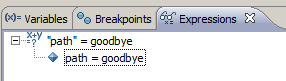 Variables Breakpoints Expressions
x+y ? "path" = goodbye
path = goodbye